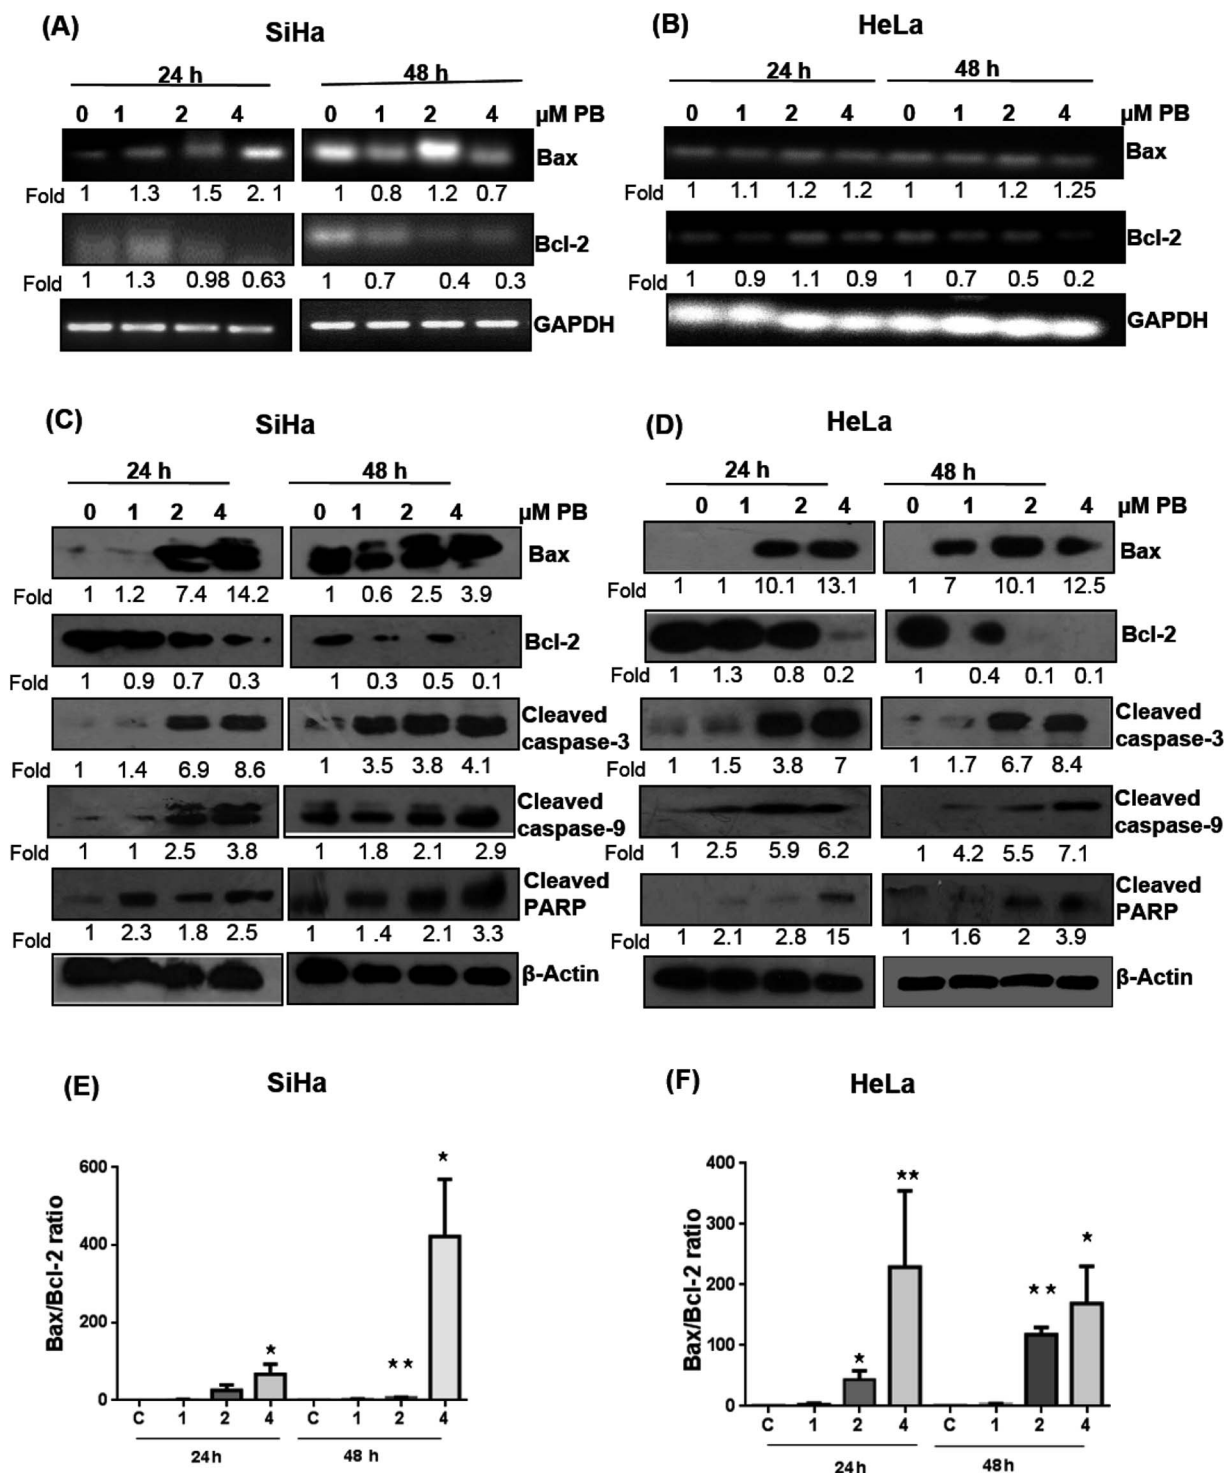 (A)
SiHa
24 h
48 h
0 1 2 4 0 1 2 4 µM PB
Bax
Fold 1 1.3 1.5 2. 1 1 0.8 1.2 0.7
Bcl-2
Fold 1 1.3 0.98 0.63 1 0.7 0.4 0.3
GAPDH
(B)
HeLa
24 h
48 h
0 1 2 4 0 1 2 4 µM PB
Bax
Fold 1 1.1 1.2 1.2 1 1 1.2 1.25
Bcl-2
Fold 1 0.9 1.1 0.9 1 0.7 0.5 0.2
GAPDH
(C)
SiHa
24 h
48 h
0 1 2 4 0 1 2 4 µM PB
Bax
Fold 1 1.2 7.4 14.2 1 0.6 2.5 3.9
Bcl-2
Fold 1 0.9 0.7 0.3 1 0.3 0.5 0.1
Cleaved
caspase-3
Fold 1 1.4 6.9 8.6 1 3.5 3.8 4.1
Cleaved
caspase-9
Fold 1 1 2.5 3.8 1 1.8 2.1 2.9
Cleaved
PARP
Fold 1 2.3 1.8 2.5 1 1 .4 2.1 3.3
β-Actin
(D)
HeLa
24 h
48 h
0 1 2 4 0 1 2 4 µM PB
Bax
Fold 1 1 10.1 13.1 1 7 10.1 12.5
Bcl-2
Fold 1 1.3 0.8 0.2 1 0.4 0.1 0.1
Cleaved
caspase-3
Fold 1 1.5 3.8 7 1 1.7 6.7 8.4
Cleaved
caspase-9
Fold 1 2.5 5.9 6.2 1 4.2 5.5 7.1
Cleaved
PARP
Fold 1 2.1 2.8 15 1 1.6 2 3.9
β-Actin
(E)
SiHa
Bax/Bcl-2 ratio
600
400
200
0
*
* *
*
C 1 2 4 C 1 2 4
24h
48 h
(F)
HeLa
Bax/Bcl-2 ratio
400
300
200
100
0
*
**
* *
*
C 1 2 4 C 1 2 4
24h
48h